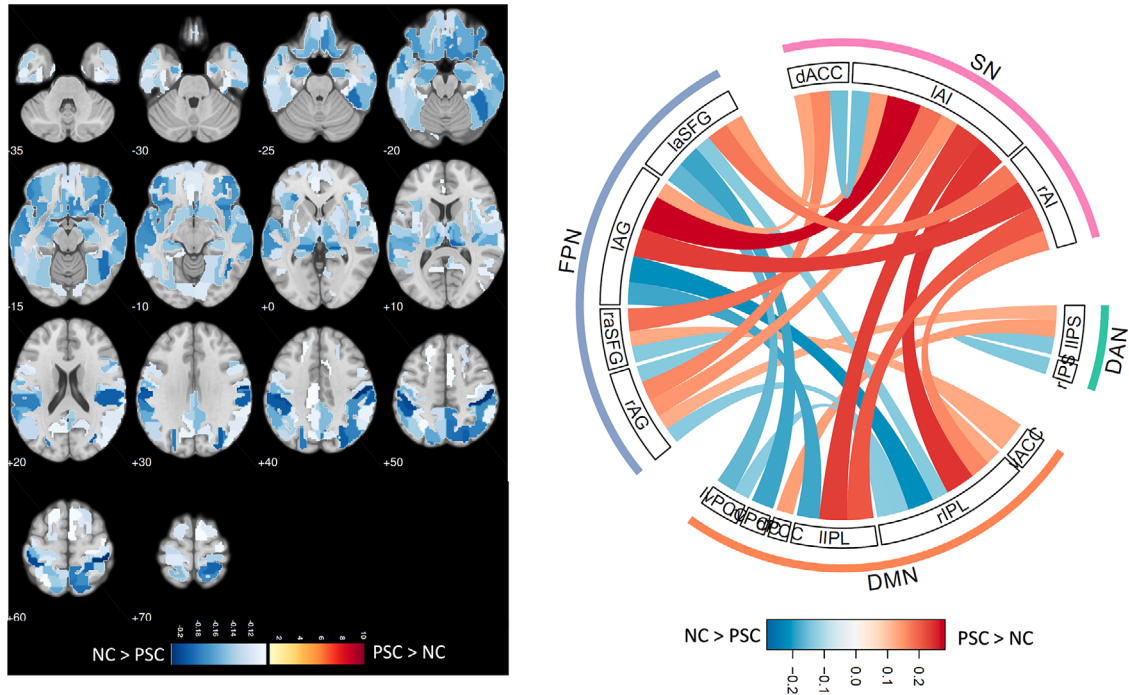 -35
-30
-25
-20
-15
-10
+0
+10
+20
+30
+40
+50
+60
+70
NC > PSC
-0.2
-0.18
-0.16
-0.14
-0.12
2
4
6
8
10
PSC > NC
SN
dACC
lAI
rAI
FPN
laSFG
lAG
raSFG
rAG
DAN
lIPS
rIPS
DMN
rIPL
lIPL
NC > PSC
PSC > NC
-0.2
-0.1
0.0
0.1
0.2